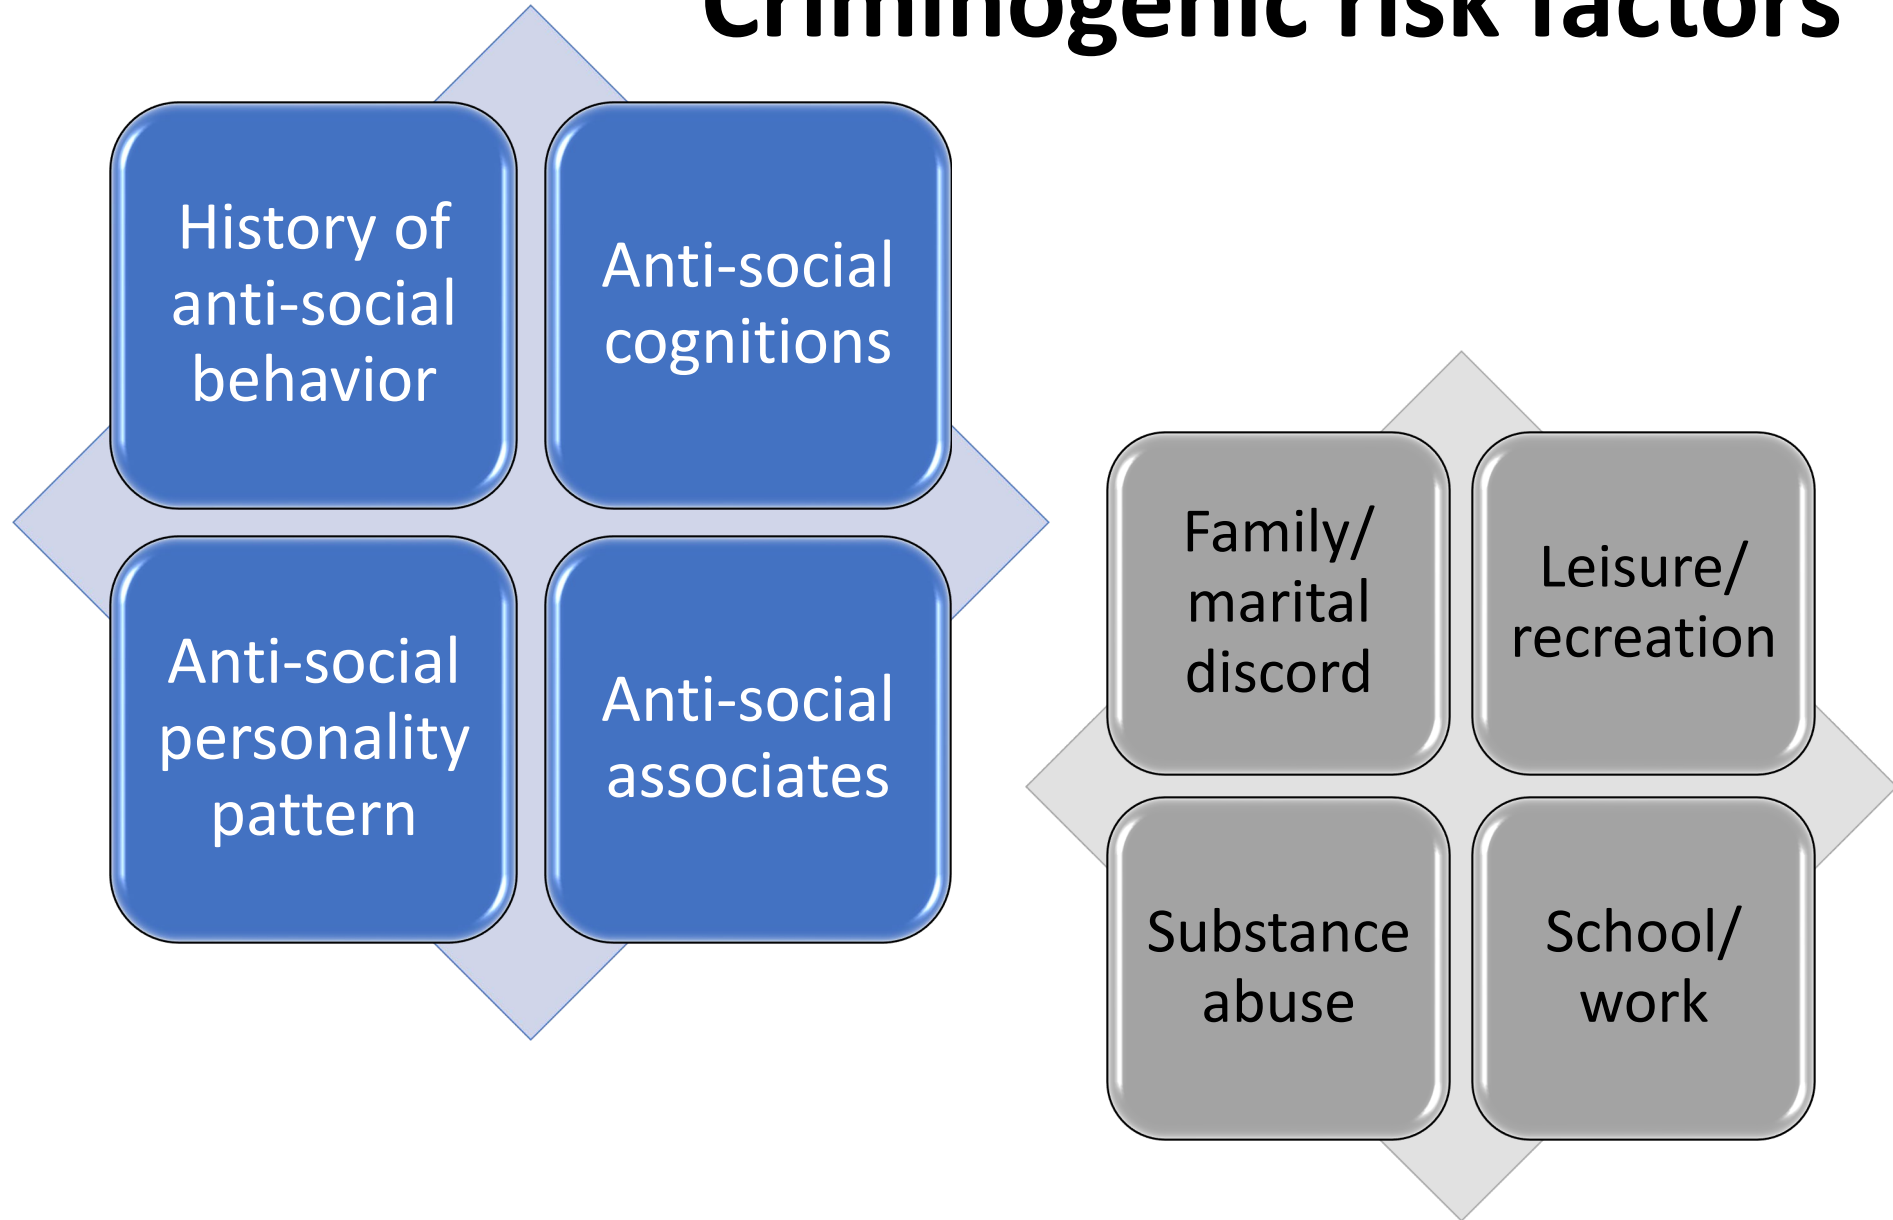 Criminogenic risk factors
History of
anti-social
behavior
Anti-social
cognitions
Anti-social
personality
pattern
Anti-social
associates
Family/
marital
discord
Leisure/
recreation
Substance
abuse
School/
work